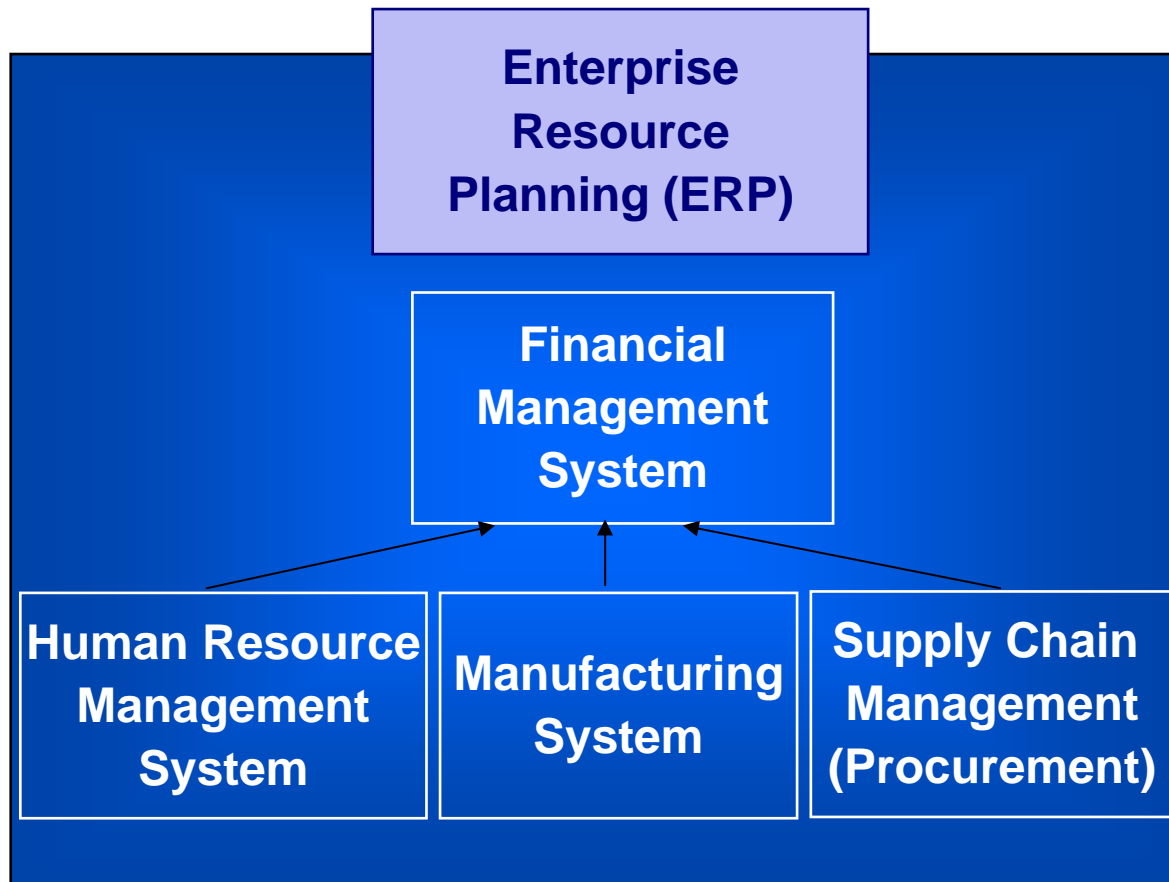 Enterprise
Resource
Planning (ERP)
Financial
Management
System
Human Resource
Management
System
Manufacturing
System
Supply Chain
Management
(Procurement)